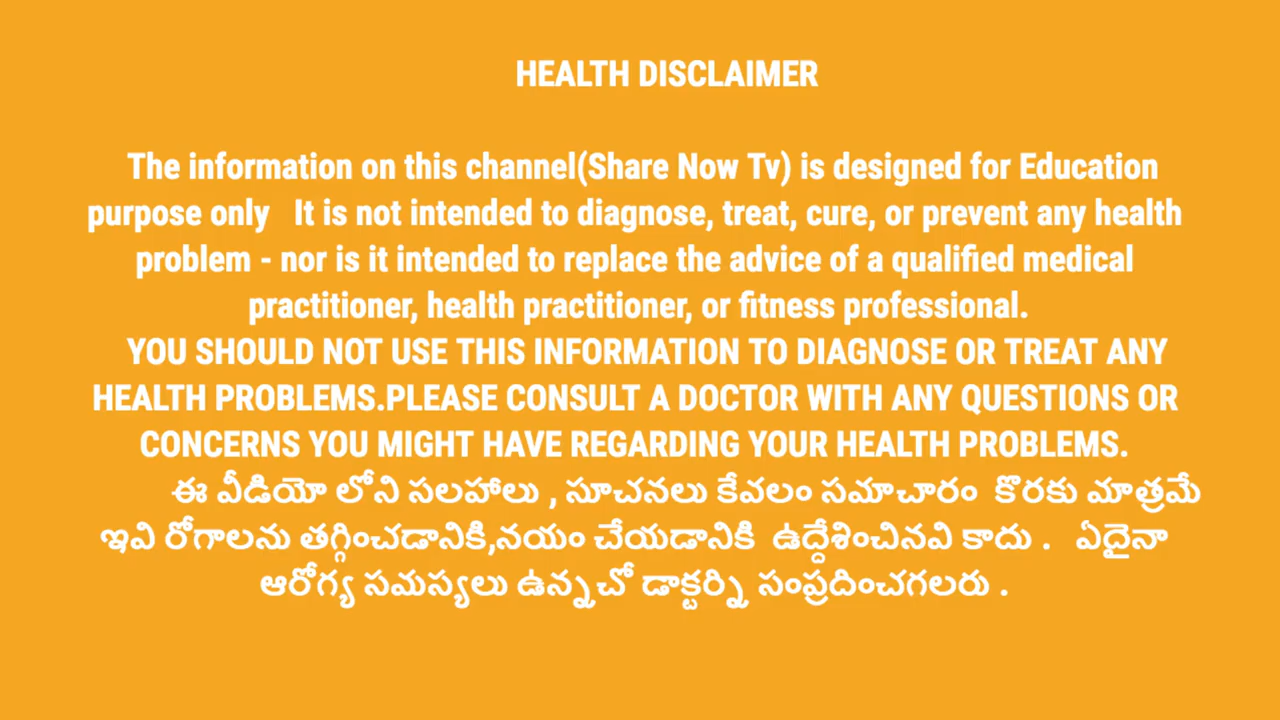 HEALTH DISCLAIMER
The information on this channel(Share Now Tv) is designed for Education
purpose only It is not intended to diagnose, treat, cure, or prevent any health
problem - nor is it intended to replace the advice of a qualified medical
practitioner, health practitioner, or fitness professional.
YOU SHOULD NOT USE THIS INFORMATION TO DIAGNOSE OR TREAT ANY
HEALTH PROBLEMS.PLEASE CONSULT A DOCTOR WITH ANY QUESTIONS OR
CONCERNS YOU MIGHT HAVE REGARDING YOUR HEALTH PROBLEMS.
ఈ వీడియో లోని సలహాలు , సూచనలు కేవలం సమాచారం కొరకు మాత్రమే
ఇవి రోగాలను తగ్గించడానికి,నయం చేయడానికి ఉద్దేశించినవి కాదు . ఏదైనా
ఆరోగ్య సమస్యలు ఉన్నచో డాక్టర్ని సంప్రదించగలరు .